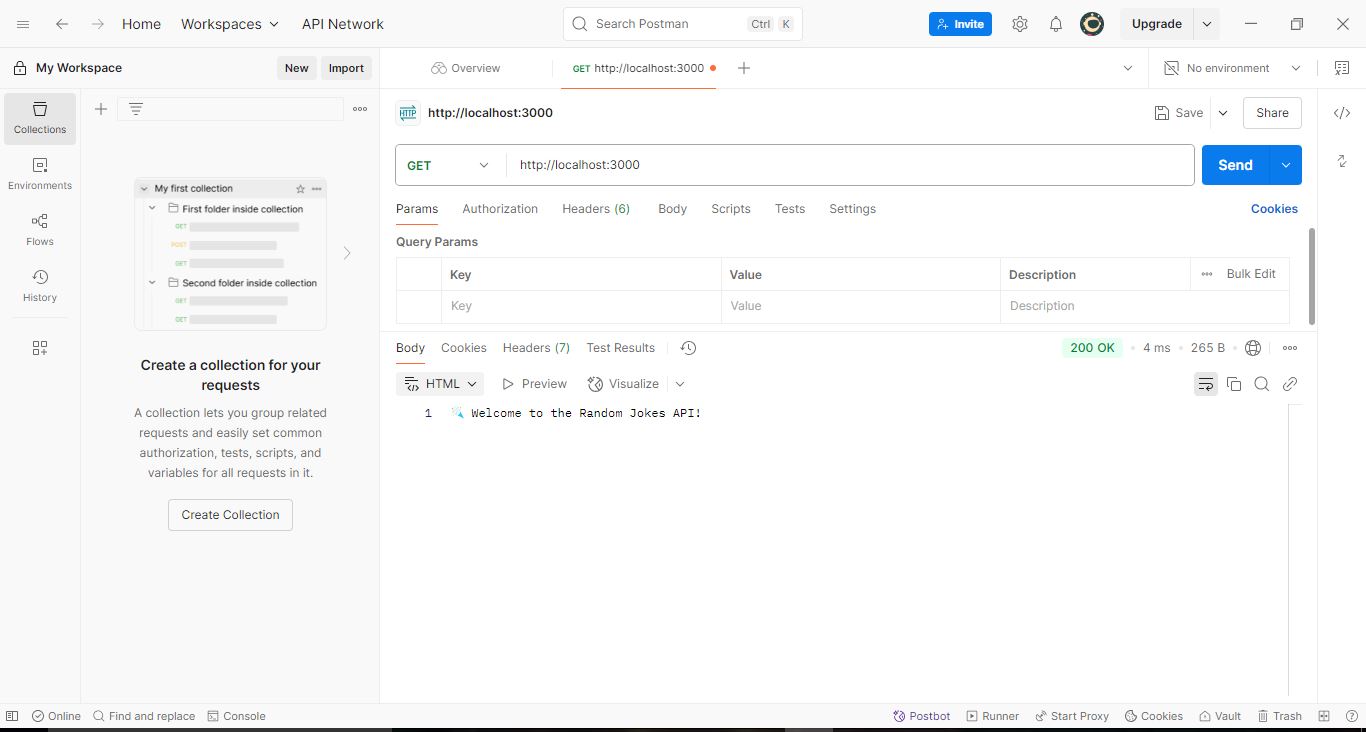 Home Workspaces API Network Search Postman Ctrl K Invite Upgrade
My Workspace New Import Overview GET http://localhost:3000 No environment
Collections
Environments
Flows
History
My first collection
First folder inside collection
GET
POST
GET
Second folder inside collection
GET
GET
Create a collection for your
requests
A collection lets you group related
requests and easily set common
authorization, tests, scripts, and
variables for all requests in it.
Create Collection
HTTP http://localhost:3000 Save Share
GET http://localhost:3000 Send
Params Authorization Headers (6) Body Scripts Tests Settings Cookies
Query Params
Key Value Description Bulk Edit
Key Value Description
Body Cookies Headers (7) Test Results 200 OK 4 ms 265 B
HTML Preview Visualize
1 Welcome to the Random Jokes API!
Online Find and replace Console Postbot Runner Start Proxy Cookies Vault Trash